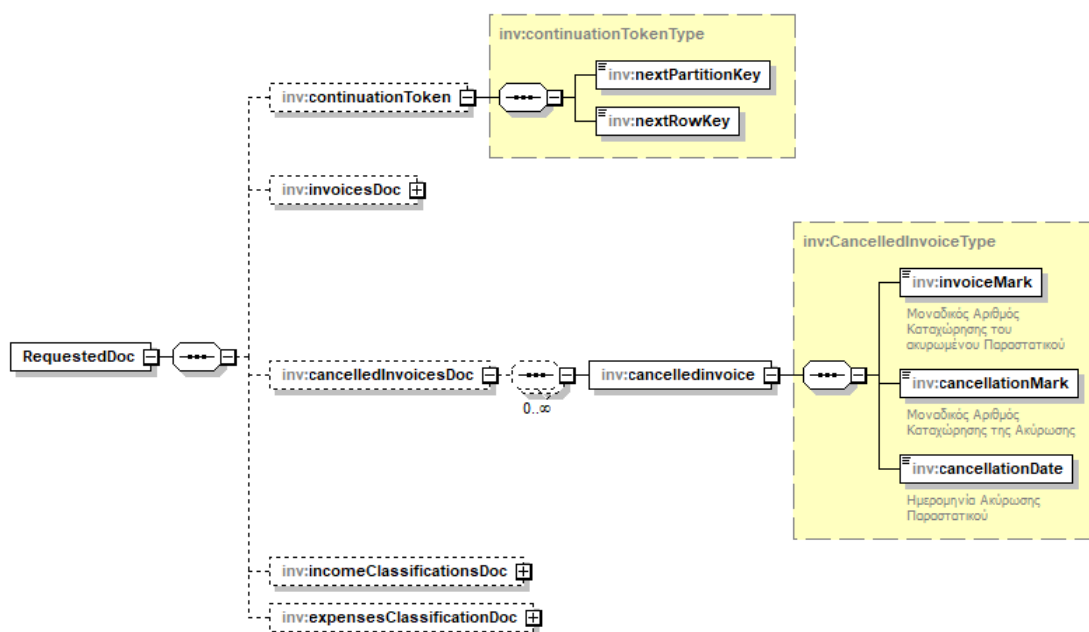 inv:continuationTokenType
inv:nextPartitionKey
inv:continuationToken
inv:nextRowKey
inv:invoicesDoc
inv:CancelledInvoiceType
inv:invoiceMark
Μοναδικός Αριθμός
Καταχώρησης του
ακυρωμένου Παραστατικού
RequestedDoc
inv:cancelledInvoicesDoc
0..∞
inv:cancelledinvoice
inv:cancellationMark
Μοναδικός Αριθμός
Καταχώρησης της Ακύρωσης
inv:cancellationDate
Ημερομηνία Ακύρωσης
Παραστατικού
inv:incomeClassificationsDoc
inv:expensesClassificationDoc